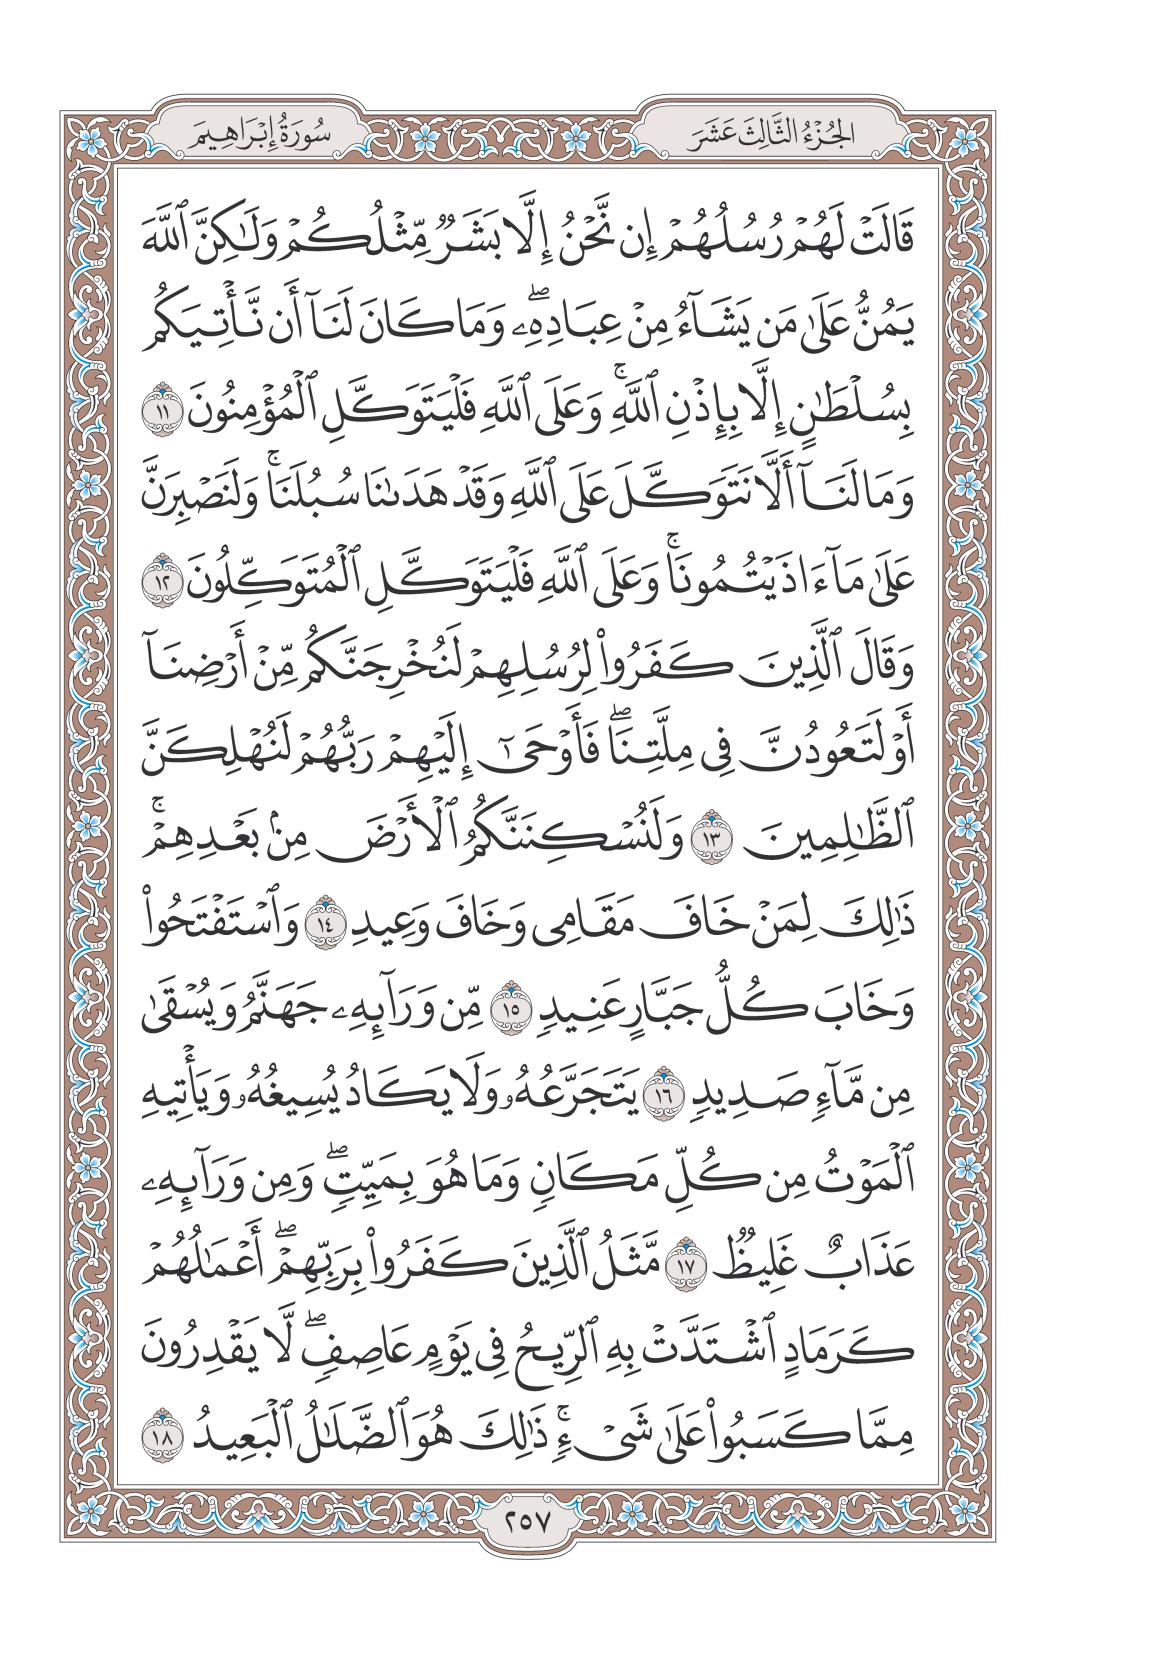 الجُزْءُ الثَّالِثَ عَشَرَ
سُورَةُ إِبْرَاهِيمَ
قَالَتْ لَهُمْ رُسُلُهُمْ إِن نَّحْنُ إِلَّا بَشَرٌ مِّثْلُكُمْ وَلَٰكِنَّ ٱللَّهَ
يَمُنُّ عَلَىٰ مَن يَشَآءُ مِنْ عِبَادِهِۦۖ وَمَا كَانَ لَنَآ أَن نَّأْتِيَكُم
بِسُلْطَٰنٍ إِلَّا بِإِذْنِ ٱللَّهِۚ وَعَلَى ٱللَّهِ فَلْيَتَوَكَّلِ ٱلْمُؤْمِنُونَ ١١
وَمَا لَنَآ أَلَّا نَتَوَكَّلَ عَلَى ٱللَّهِ وَقَدْ هَدَىٰنَا سُبُلَنَاۚ وَلَنَصْبِرَنَّ
عَلَىٰ مَآ ءَاذَيْتُمُونَاۚ وَعَلَى ٱللَّهِ فَلْيَتَوَكَّلِ ٱلْمُتَوَكِّلُونَ ١٢
وَقَالَ ٱلَّذِينَ كَفَرُوا۟ لِرُسُلِهِمْ لَنُخْرِجَنَّكُم مِّنْ أَرْضِنَآ
أَوْ لَتَعُودُنَّ فِى مِلَّتِنَاۖ فَأَوْحَىٰٓ إِلَيْهِمْ رَبُّهُمْ لَنُهْلِكَنَّ
ٱلظَّٰلِمِينَ ١٣ وَلَنُسْكِنَنَّكُمُ ٱلْأَرْضَ مِنۢ بَعْدِهِمْۚ
ذَٰلِكَ لِمَنْ خَافَ مَقَامِى وَخَافَ وَعِيدِ ١٤ وَٱسْتَفْتَحُوا۟
وَخَابَ كُلُّ جَبَّارٍ عَنِيدٍ ١٥ مِّن وَرَآئِهِۦ جَهَنَّمُ وَيُسْقَىٰ
مِن مَّآءٍ صَدِيدٍ ١٦ يَتَجَرَّعُهُۥ وَلَا يَكَادُ يُسِيغُهُۥ وَيَأْتِيهِ
ٱلْمَوْتُ مِن كُلِّ مَكَانٍ وَمَا هُوَ بِمَيِّتٍۖ وَمِن وَرَآئِهِۦ
عَذَابٌ غَلِيظٌ ١٧ مَّثَلُ ٱلَّذِينَ كَفَرُوا۟ بِرَبِّهِمْۖ أَعْمَٰلُهُمْ
كَرَمَادٍ ٱشْتَدَّتْ بِهِ ٱلرِّيحُ فِى يَوْمٍ عَاصِفٍۖ لَّا يَقْدِرُونَ
مِمَّا كَسَبُوا۟ عَلَىٰ شَىْءٍۚ ذَٰلِكَ هُوَ ٱلضَّلَٰلُ ٱلْبَعِيدُ ١٨
٢٥٧